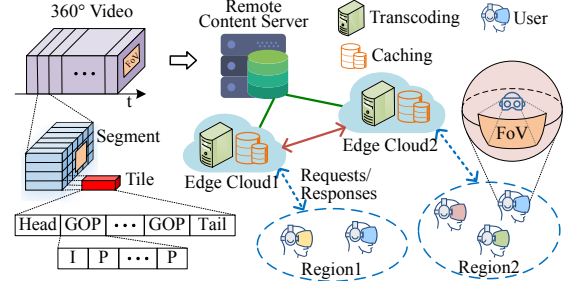 360° Video
Remote
Content Server
Transcoding
User
Caching
FoV
t
Segment
Tile
Edge Cloud1
Edge Cloud2
FoV
Requests/
Responses
Head GOP ••• GOP Tail
I P ••• P
Region1
Region2